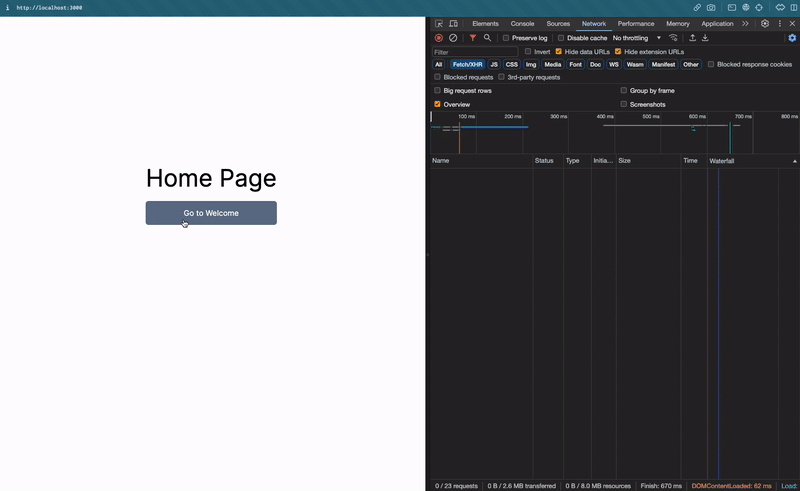 http://localhost:3000
Home Page
Go to Welcome
Elements Console Sources Network Performance Memory Application
Preserve log Disable cache No throttling
Filter Invert Hide data URLs Hide extension URLs
All Fetch/XHR JS CSS Img Media Font Doc WS Wasm Manifest Other Blocked response cookies
Blocked requests 3rd-party requests
Big request rows Group by frame
Overview Screenshots
100 ms 200 ms 300 ms 400 ms 500 ms 600 ms 700 ms 800 ms
Name Status Type Initia... Size Time Waterfall
0 / 23 requests 0 B / 2.6 MB transferred 0 B / 8.0 MB resources Finish: 670 ms DOMContentLoaded: 62 ms Load: